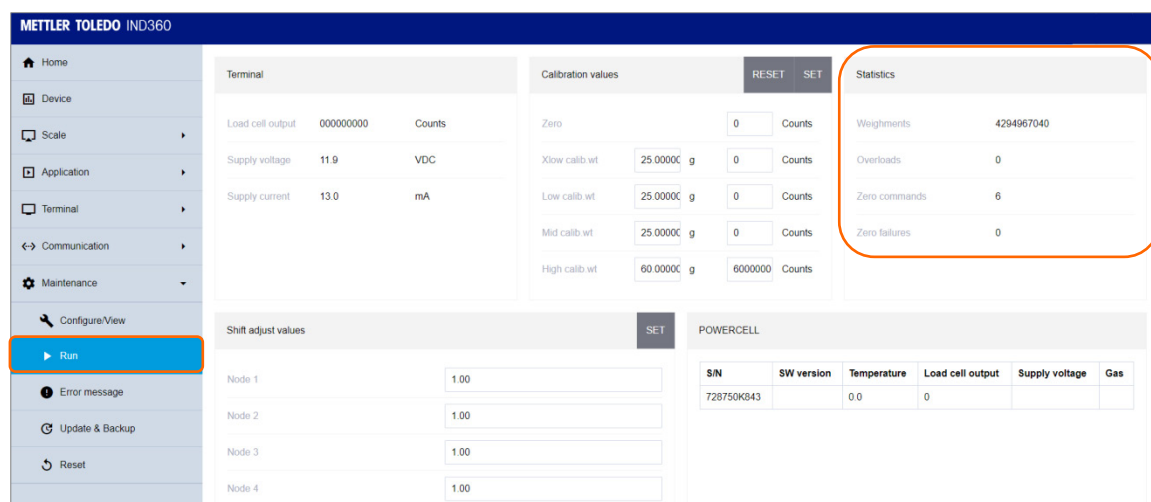 METTLER TOLEDO IND360
Home
Device
Scale
Application
Terminal
Communication
Maintenance
Configure/View
Run
Error message
Update & Backup
Reset
Terminal
Load cell output 000000000 Counts
Supply voltage 11.9 VDC
Supply current 13.0 mA
Calibration values RESET SET
Zero 0 Counts
Xlow calib.wt 25.00000 g 0 Counts
Low calib.wt 25.00000 g 0 Counts
Mid calib.wt 25.00000 g 0 Counts
High calib.wt 60.00000 g 6000000 Counts
Statistics
Weighments 4294967040
Overloads 0
Zero commands 6
Zero failures 0
Shift adjust values SET
Node 1 1.00
Node 2 1.00
Node 3 1.00
Node 4 1.00
POWERCELL
S/N SW version Temperature Load cell output Supply voltage Gas
728750K843 0.0 0